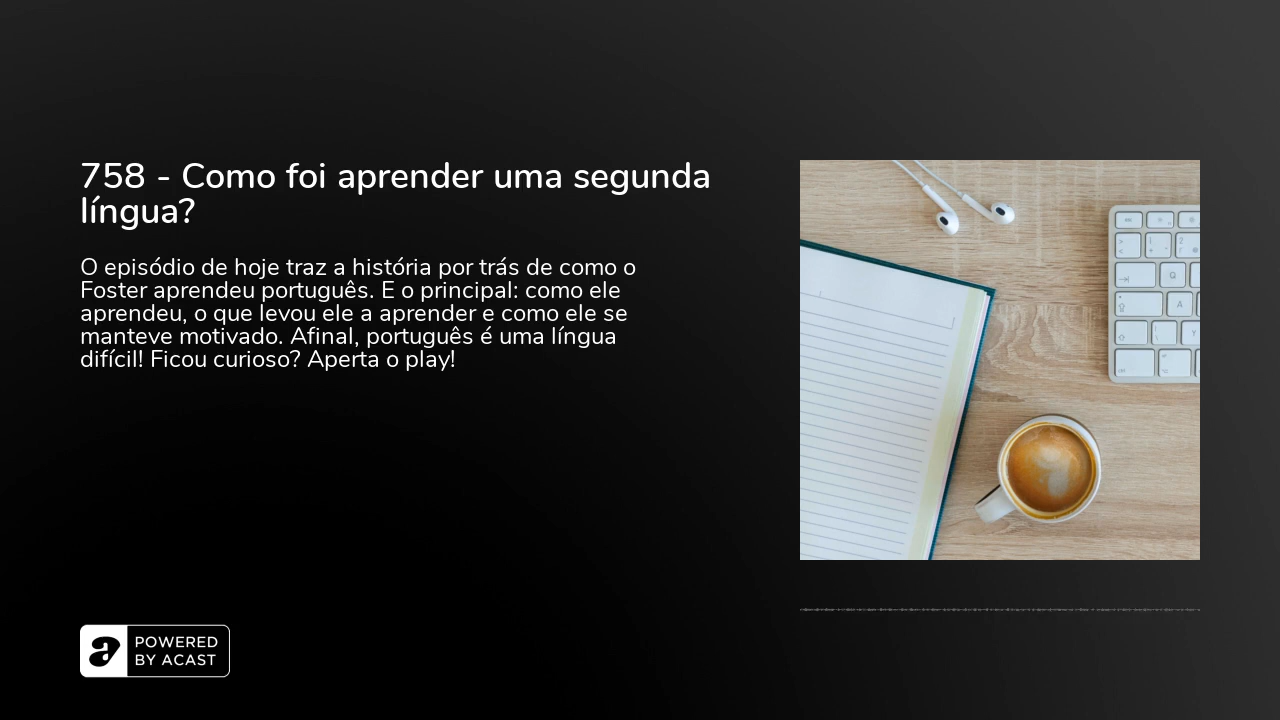 758 - Como foi aprender uma segunda
língua?
O episódio de hoje traz a história por trás de como o
Foster aprendeu português. E o principal: como ele
aprendeu, o que levou ele a aprender e como ele se
manteve motivado. Afinal, português é uma língua
difícil! Ficou curioso? Aperta o play!
POWERED
BY ACAST